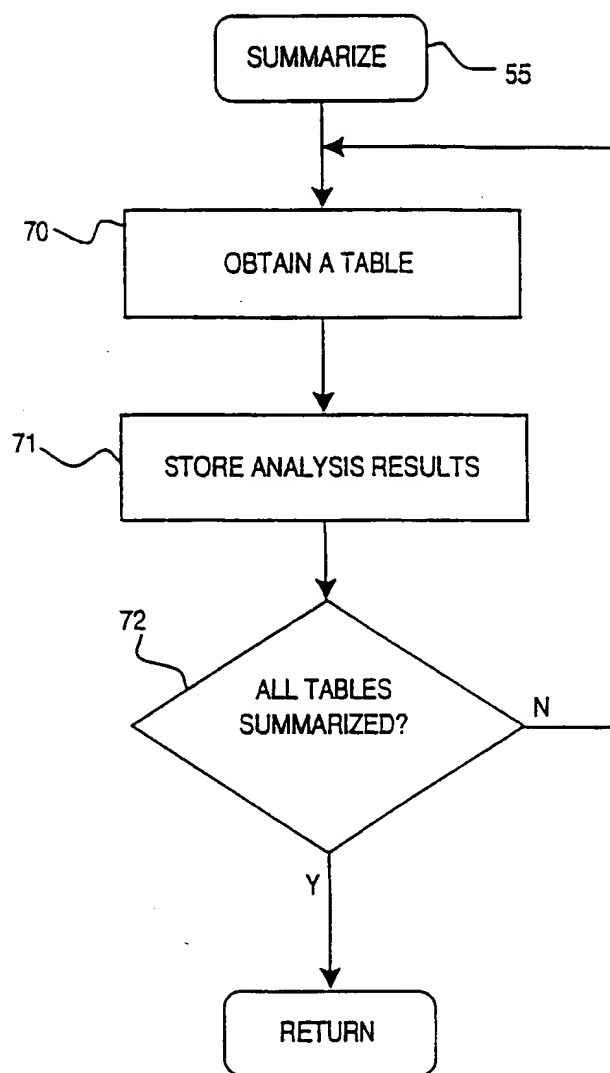 SUMMARIZE
55
70
OBTAIN A TABLE
71
STORE ANALYSIS RESULTS
72
ALL TABLES
SUMMARIZED?
N
Y
RETURN